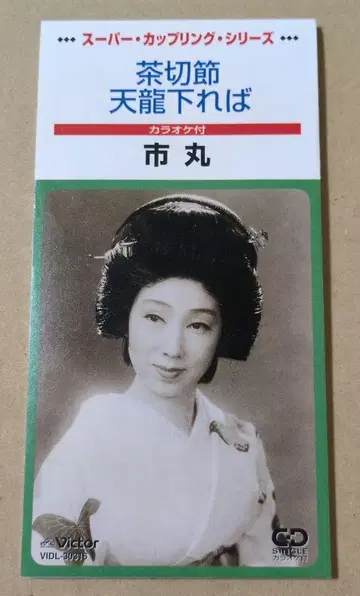 スーパー・カップリング・シリーズ
茶切節
天龍下れば
カラオケ付
市丸
Victor
CD
SINGLE
カラオケ付